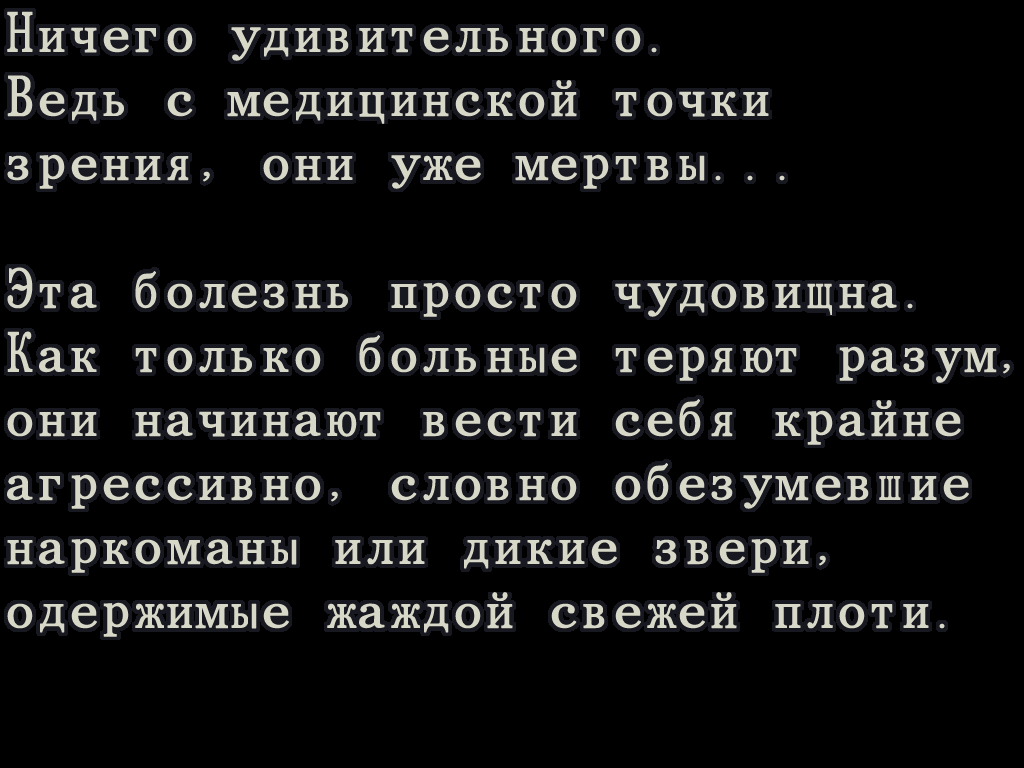 Ничего удивительного.
Ведь с медицинской точки
зрения, они уже мертвы...
Эта болезнь просто чудовищна.
Как только больные теряют разум,
они начинают вести себя крайне
агрессивно, словно обезумевшие
наркоманы или дикие звери,
одержимые жаждой свежей плоти.